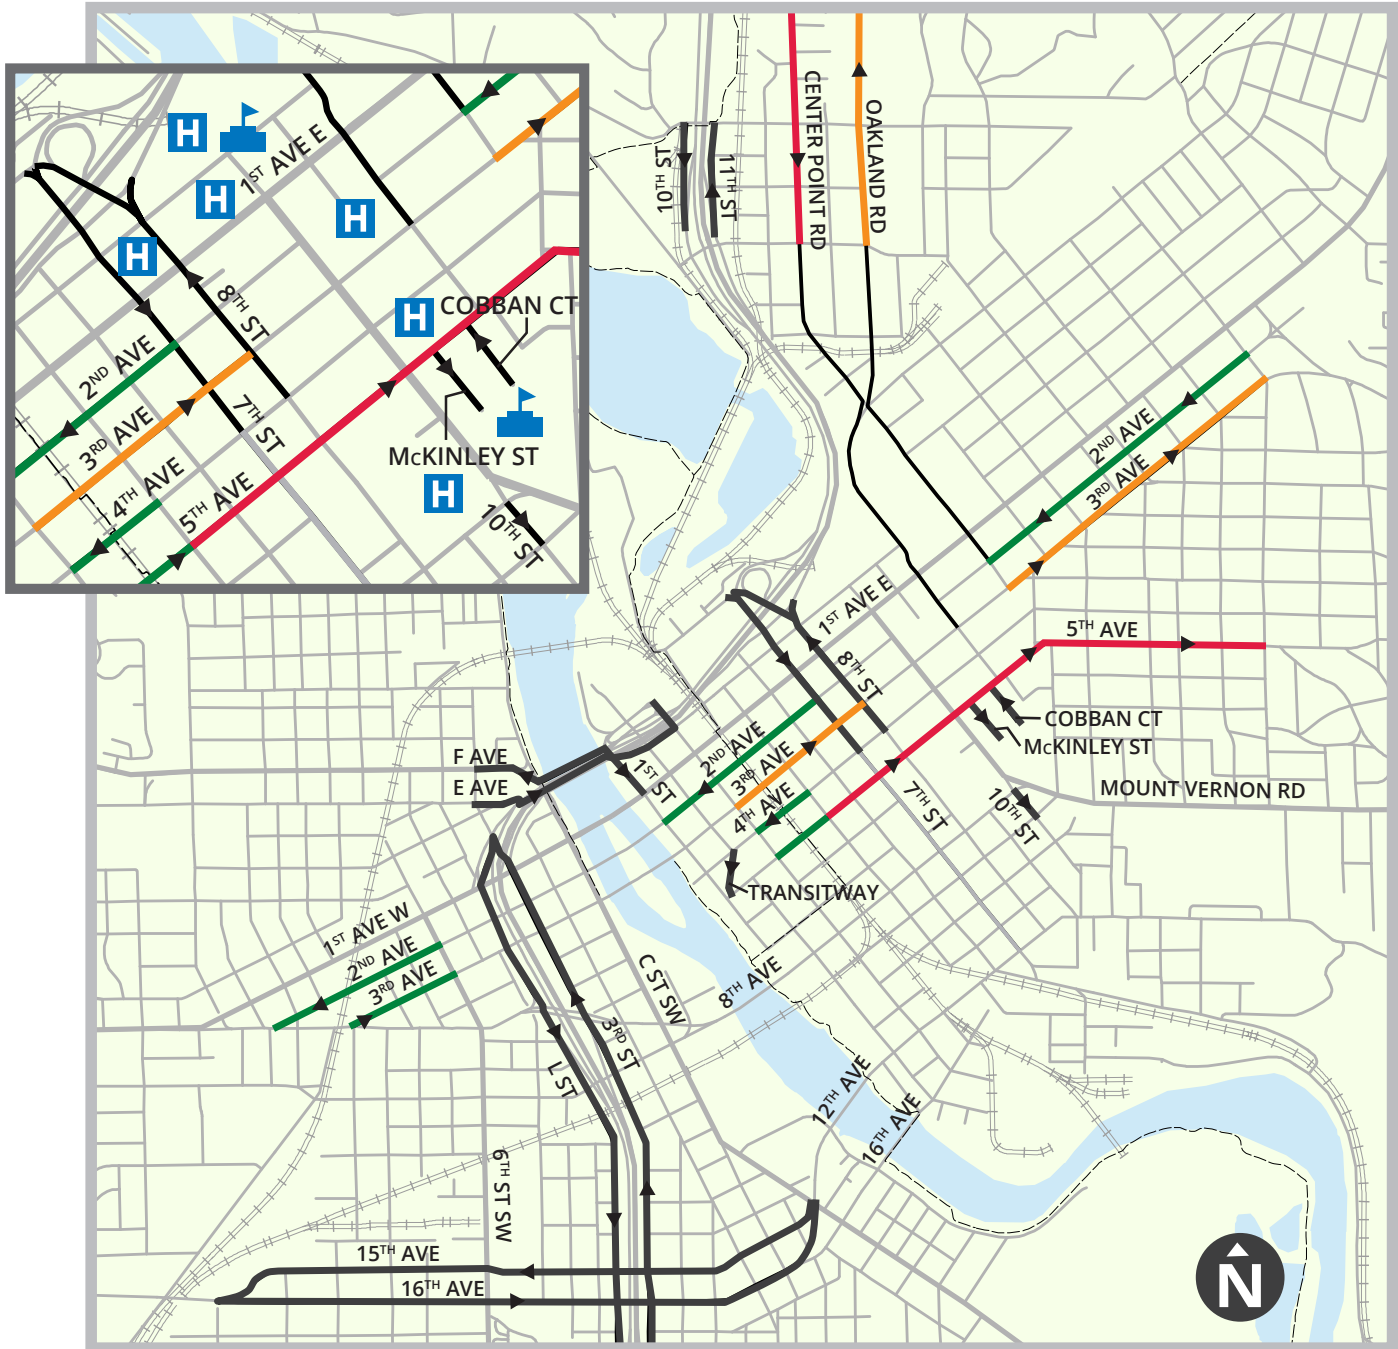 H
H
H
H
H
H
1ST AVE E
8TH ST
COBBAN CT
2ND AVE
3RD AVE
7TH ST
4TH AVE
5TH AVE
McKINLEY ST
10TH ST
10TH ST
11TH ST
CENTER POINT RD
OAKLAND RD
2ND AVE
3RD AVE
1ST AVE E
5TH AVE
8TH ST
COBBAN CT
McKINLEY ST
F AVE
E AVE
1ST ST
2ND AVE
3RD AVE
4TH AVE
7TH ST
10TH ST
MOUNT VERNON RD
TRANSITWAY
1ST AVE W
2ND AVE
3RD AVE
C ST SW
8TH AVE
3RD ST
L ST
12TH AVE
16TH AVE
6TH ST SW
15TH AVE
16TH AVE
N